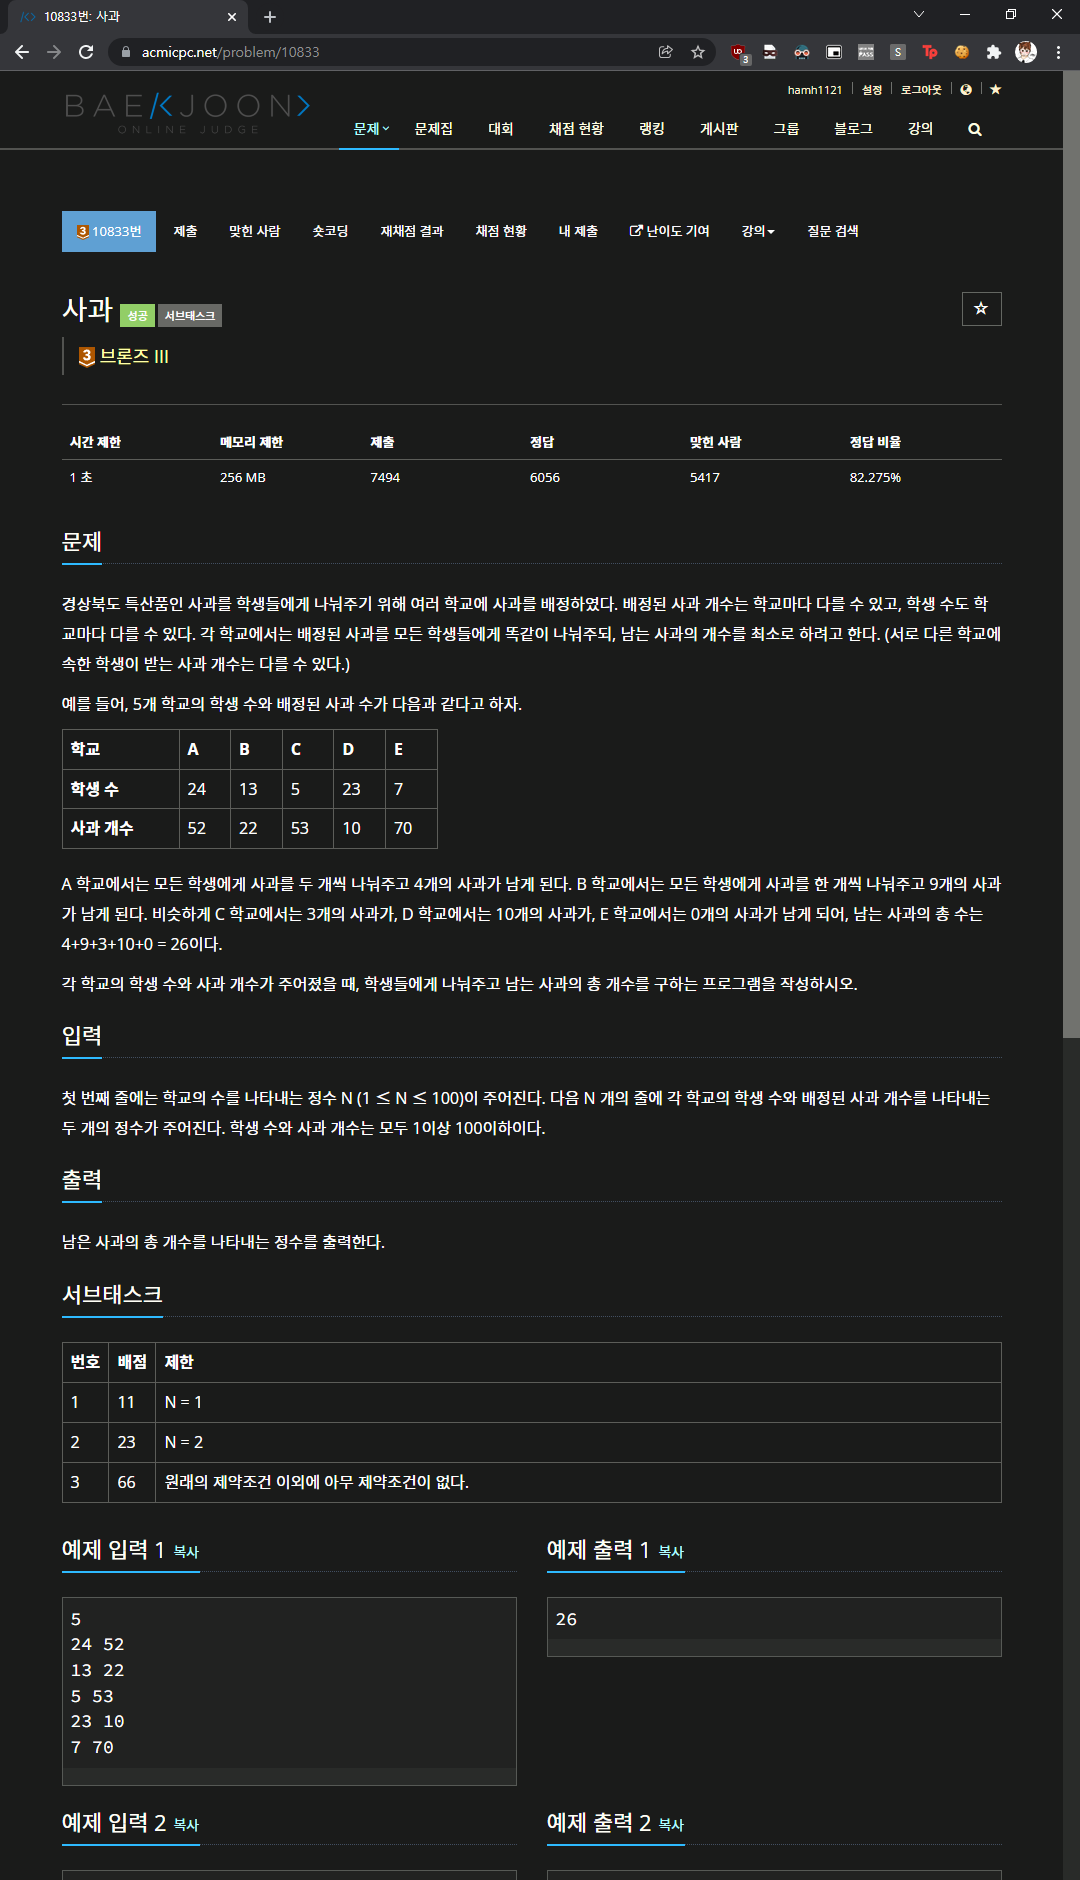 10833번: 사과
acmicpc.net/problem/10833
3
hamh1121 설정 로그아웃
BAEKJOON>
ONLINE JUDGE
문제 문제집 대회 채점 현황 랭킹 게시판 그룹 블로그 강의
3 10833번 제출 맞힌 사람 숏코딩 재채점 결과 채점 현황 내 제출 난이도 기여 강의 질문 검색
사과 성공 서브태스크
3 브론즈 III
시간 제한 메모리 제한 제출 정답 맞힌 사람 정답 비율
1 초 256 MB 7494 6056 5417 82.275%
문제
경상북도 특산품인 사과를 학생들에게 나눠주기 위해 여러 학교에 사과를 배정하였다. 배정된 사과 개수는 학교마다 다를 수 있고, 학생 수도 학
교마다 다를 수 있다. 각 학교에서는 배정된 사과를 모든 학생들에게 똑같이 나눠주되, 남는 사과의 개수를 최소로 하려고 한다. (서로 다른 학교에
속한 학생이 받는 사과 개수는 다를 수 있다.)
예를 들어, 5개 학교의 학생 수와 배정된 사과 수가 다음과 같다고 하자.
학교 A B C D E
학생 수 24 13 5 23 7
사과 개수 52 22 53 10 70
A 학교에서는 모든 학생에게 사과를 두 개씩 나눠주고 4개의 사과가 남게 된다. B 학교에서는 모든 학생에게 사과를 한 개씩 나눠주고 9개의 사과
가 남게 된다. 비슷하게 C 학교에서는 3개의 사과가, D 학교에서는 10개의 사과가, E 학교에서는 0개의 사과가 남게 되어, 남는 사과의 총 수는
4+9+3+10+0 = 26이다.
각 학교의 학생 수와 사과 개수가 주어졌을 때, 학생들에게 나눠주고 남는 사과의 총 개수를 구하는 프로그램을 작성하시오.
입력
첫 번째 줄에는 학교의 수를 나타내는 정수 N (1 ≤ N ≤ 100)이 주어진다. 다음 N 개의 줄에 각 학교의 학생 수와 배정된 사과 개수를 나타내는
두 개의 정수가 주어진다. 학생 수와 사과 개수는 모두 1이상 100이하이다.
출력
남은 사과의 총 개수를 나타내는 정수를 출력한다.
서브태스크
번호 배점 제한
1 11 N = 1
2 23 N = 2
3 66 원래의 제약조건 이외에 아무 제약조건이 없다.
예제 입력 1 복사
5
24 52
13 22
5 53
23 10
7 70
예제 출력 1 복사
26
예제 입력 2 복사
예제 출력 2 복사